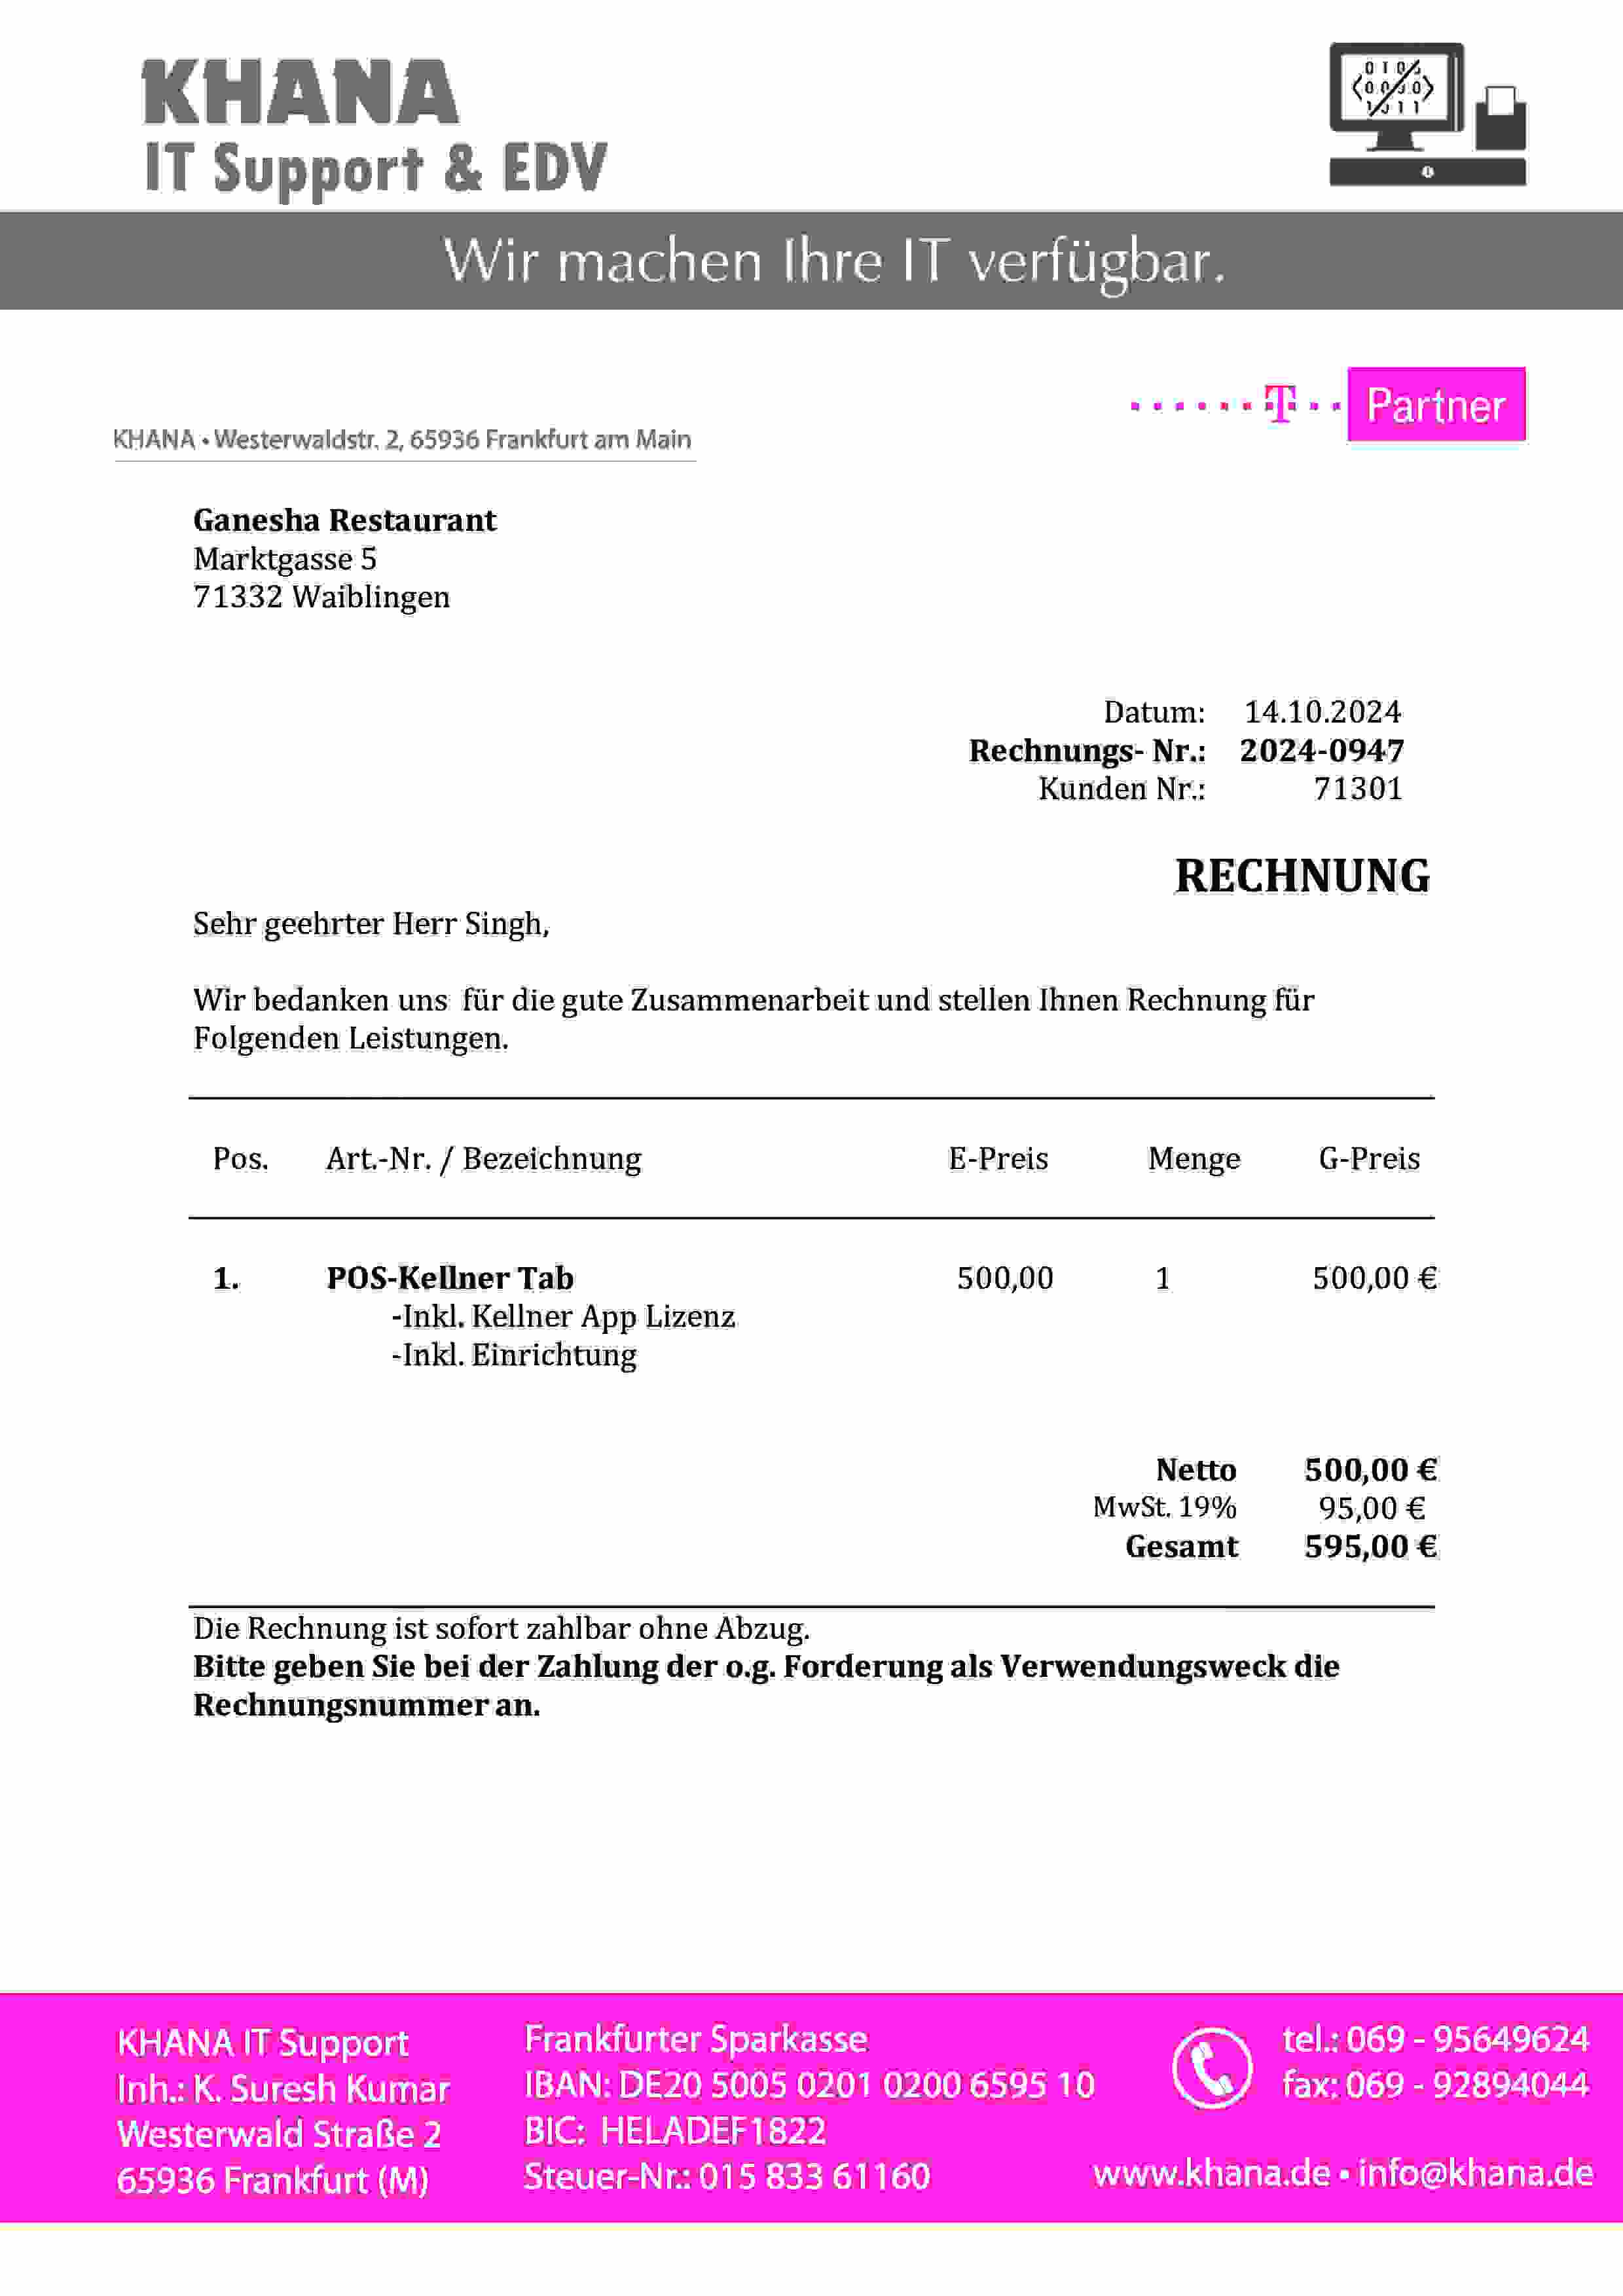 KHANA
IT Support & EDV
Wir machen Ihre IT verfügbar.
T Partner
KHANA • Westerwaldstr. 2, 65936 Frankfurt am Main
Ganesha Restaurant
Marktgasse 5
71332 Waiblingen
Datum: 14.10.2024
Rechnungs- Nr.: 2024-0947
Kunden Nr.: 71301
RECHNUNG
Sehr geehrter Herr Singh,
Wir bedanken uns für die gute Zusammenarbeit und stellen Ihnen Rechnung für
Folgenden Leistungen.
Pos. Art.-Nr. / Bezeichnung E-Preis Menge G-Preis
1. POS-Kellner Tab 500,00 1 500,00 €
-Inkl. Kellner App Lizenz
-Inkl. Einrichtung
Netto 500,00 €
MwSt. 19% 95,00 €
Gesamt 595,00 €
Die Rechnung ist sofort zahlbar ohne Abzug.
Bitte geben Sie bei der Zahlung der o.g. Forderung als Verwendungsweck die
Rechnungsnummer an.
KHANA IT Support
Inh.: K. Suresh Kumar
Westerwald Straße 2
65936 Frankfurt (M)
Frankfurter Sparkasse
IBAN: DE20 5005 0201 0200 6595 10
BIC: HELADEF1822
Steuer-Nr.: 015 833 61160
tel.: 069 - 95649624
fax: 069 - 92894044
www.khana.de • info@khana.de